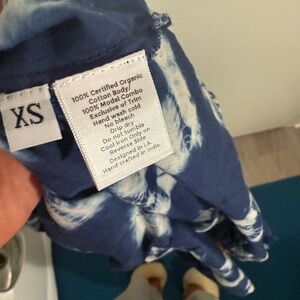 XS
100% Certified Organic
Cotton Body/
100% Modal Combo
Exclusive of Trim
Hand wash cold
No bleach
Drip dry
Do not tumble
Cool Iron Only on
Reverse Side
Designed in L.A.
Hand crafted in India.